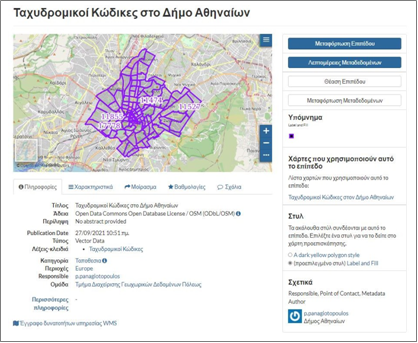 Ταχυδρομικοί Κώδικες στο Δήμο Αθηναίων
11474
11527
11855
17778
Πληροφορίες
Χαρακτηριστικά
Μοίρασμα
Βαθμολογίες
Σχόλια
Τίτλος Ταχυδρομικοί Κώδικες στο Δήμο Αθηναίων
Άδεια Open Data Commons Open Database License / OSM (ODbL/OSM)
Περίληψη No abstract provided
Publication Date 27/09/2021 10:51 πμ.
Τύπος Vector Data
Λέξεις κλειδιά Ταχυδρομικοί Κώδικες
Κατηγορία Τοποθεσία
Περιοχές Europe
Responsible p.panagiotopoulos
Ομάδα Τμήμα Διαχείρισης Γεωχωρικών Δεδομένων Πόλεως
Περισσότερες -
πληροφορίες
Έγγραφο δυνατοτήτων υπηρεσίας WMS
Μεταφόρτωση Επιπέδου
Λεπτομέρειες Μεταδεδομένων
Θέαση Επιπέδου
Μεταφόρτωση Μεταδεδομένων
Υπόμνημα
Χάρτες που χρησιμοποιούν αυτό
το επίπεδο
Λίστα χαρτών που χρησιμοποιούν αυτό το
επίπεδο:
Ταχυδρομικοί Κώδικες στον Δήμο Αθηναίων
Στυλ
Τα ακόλουθα στυλ συνδέονται με αυτό το
επίπεδο. Επιλέξτε ένα στυλ για να το δείτε στο
χάρτη προεπισκόπησης.
A dark yellow polygon style
(προεπιλεγμένο στυλ) Label and Fill
Σχετικά
Responsible, Point of Contact, Metadata
Author
p.panagiotopoulos
Δήμος Αθηναίων